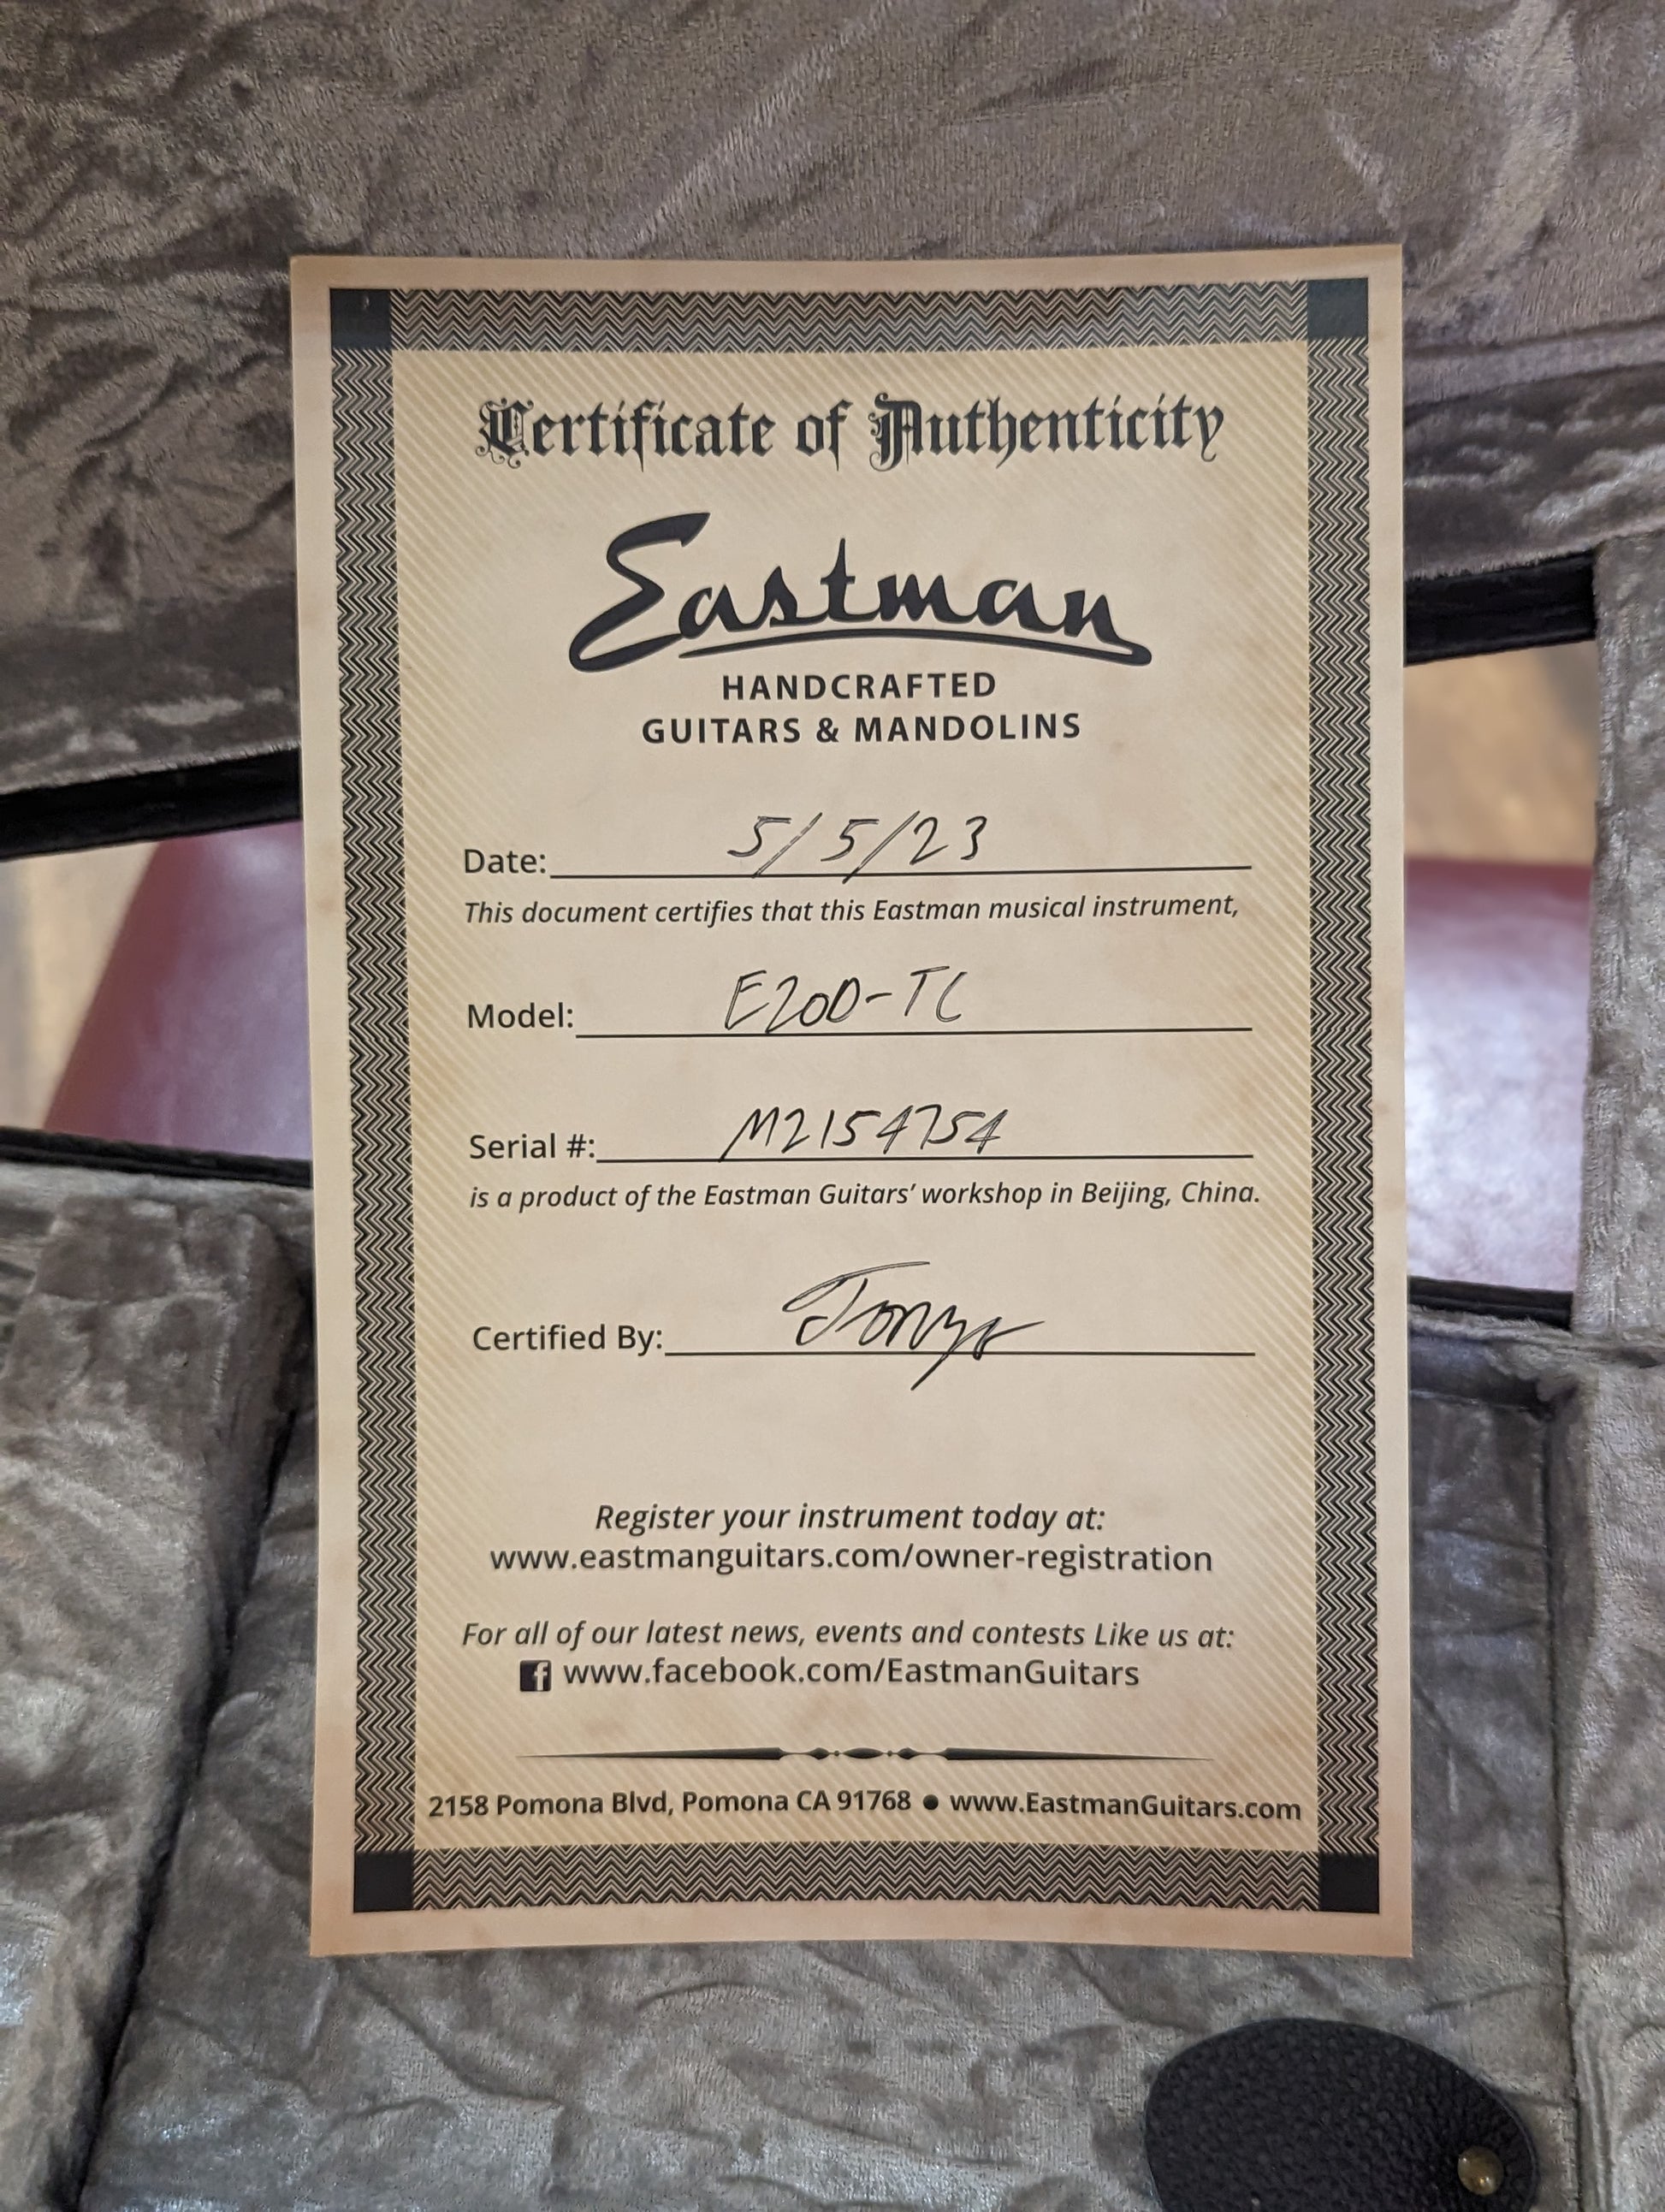 Certificate of Authenticity
Eastman
HANDCRAFTED
GUITARS & MANDOLINS
Date: 5/5/23
This document certifies that this Eastman musical instrument,
Model: E20D-TC
Serial #: M2154754
is a product of the Eastman Guitars’ workshop in Beijing, China.
Certified By:
Register your instrument today at:
www.eastmanguitars.com/owner-registration
For all of our latest news, events and contests Like us at:
f www.facebook.com/EastmanGuitars
2158 Pomona Blvd, Pomona CA 91768 ● www.EastmanGuitars.com